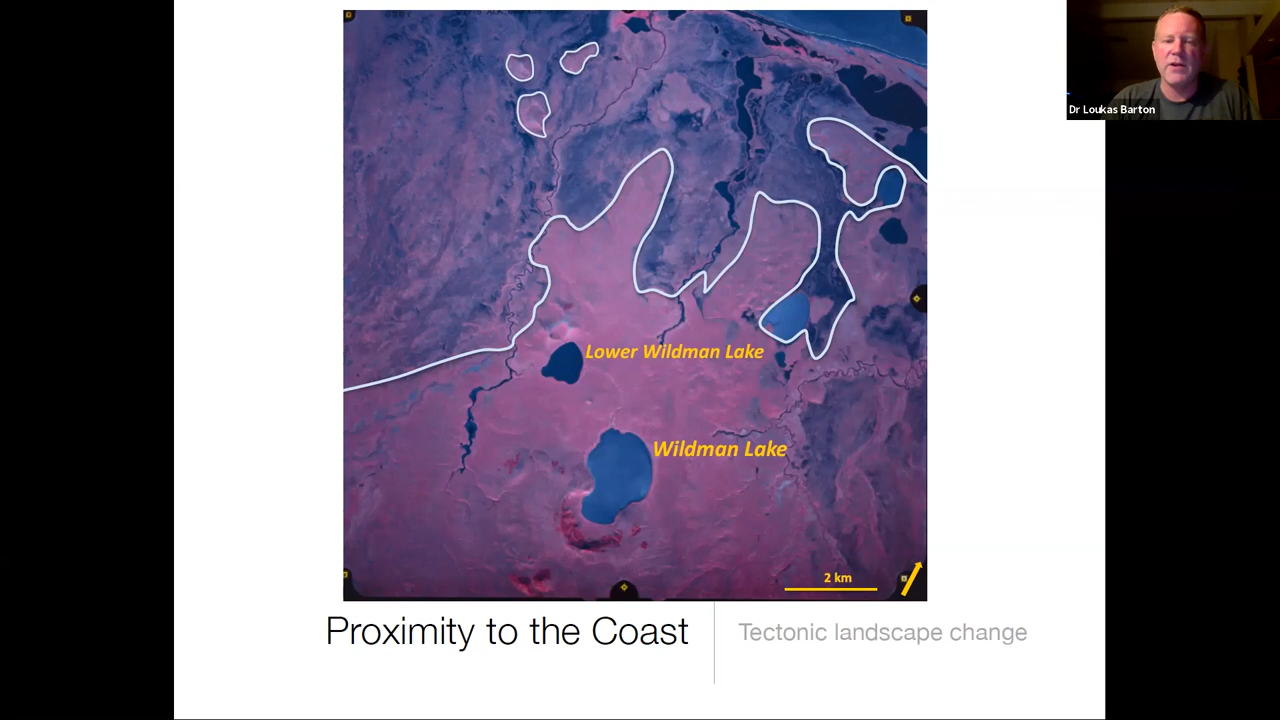 Dr Loukas Barton
Lower Wildman Lake
Wildman Lake
2 km
Proximity to the Coast
Tectonic landscape change